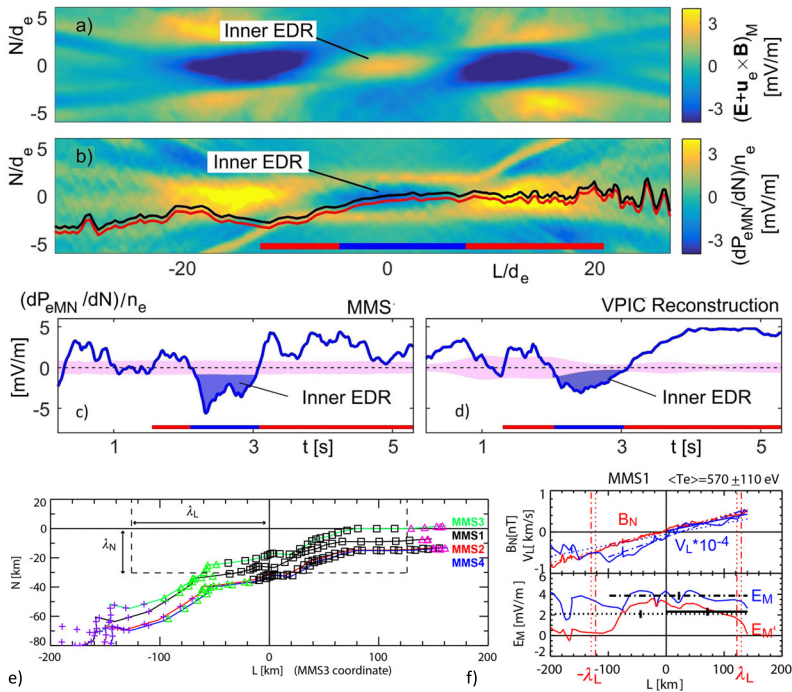 a)
N/d_e
5
0
-5
Inner EDR
3
0
-3
(E+u_e×B)_M
[mV/m]
b)
N/d_e
5
0
-5
Inner EDR
3
0
-3
(dP_eMN/dN)/n_e
[mV/m]
-20 0 L/d_e 20
(dP_eMN/dN)/n_e MMS VPIC Reconstruction
[mV/m]
5
0
-5
c) Inner EDR
d) Inner EDR
1 3 t [s] 5
1 3 t [s] 5
MMS1 <Te>=570 ±110 eV
N [km]
20
10
0
-10
-20
-30
-40
-50
-60
-70
-80
λ_L
λ_N
MMS3
MMS1
MMS2
MMS4
-200 -100 0 100 200
e) L [km] (MMS3 coordinate)
B_N[nT]
V_L[ km/s]
1
0
-1
B_N
V_L*10^-4
E_M [mV/m ]
6
4
2
0
E_M
E_M'
-200 -100 0 100 200
f) -λ_L L [km] λ_L